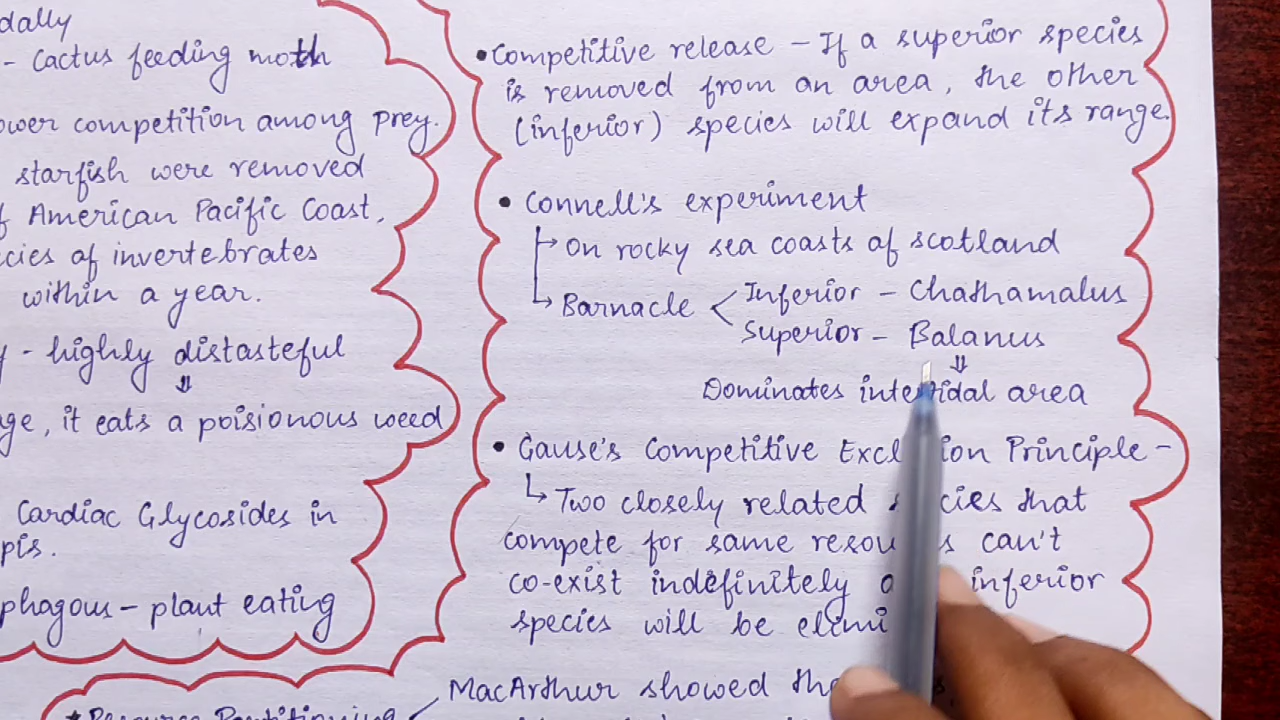 dally
- Cactus feeding moth
ower competition among prey.
starfish were removed
f American Pacific Coast,
cies of invertebrates
within a year.
y - highly distasteful
⇓
age, it eats a poisionous weed
Cardiac Glycosides in
pis.
phagous - plant eating
• Competitive release - If a superior species
is removed from an area, the other
(inferior) species will expand its range.
• Connell's experiment
→ On rocky sea coasts of scotland
→ Barnacle < Inferior - Chathamalus
Superior - Balanus
⇓
Dominates intertidal area
• Gause's Competitive Exclusion Principle -
→ Two closely related species that
compete for same resou s can't
co-exist indefinitely inferior
species will be elimi
MacArthur showed
* Resource Partitioning